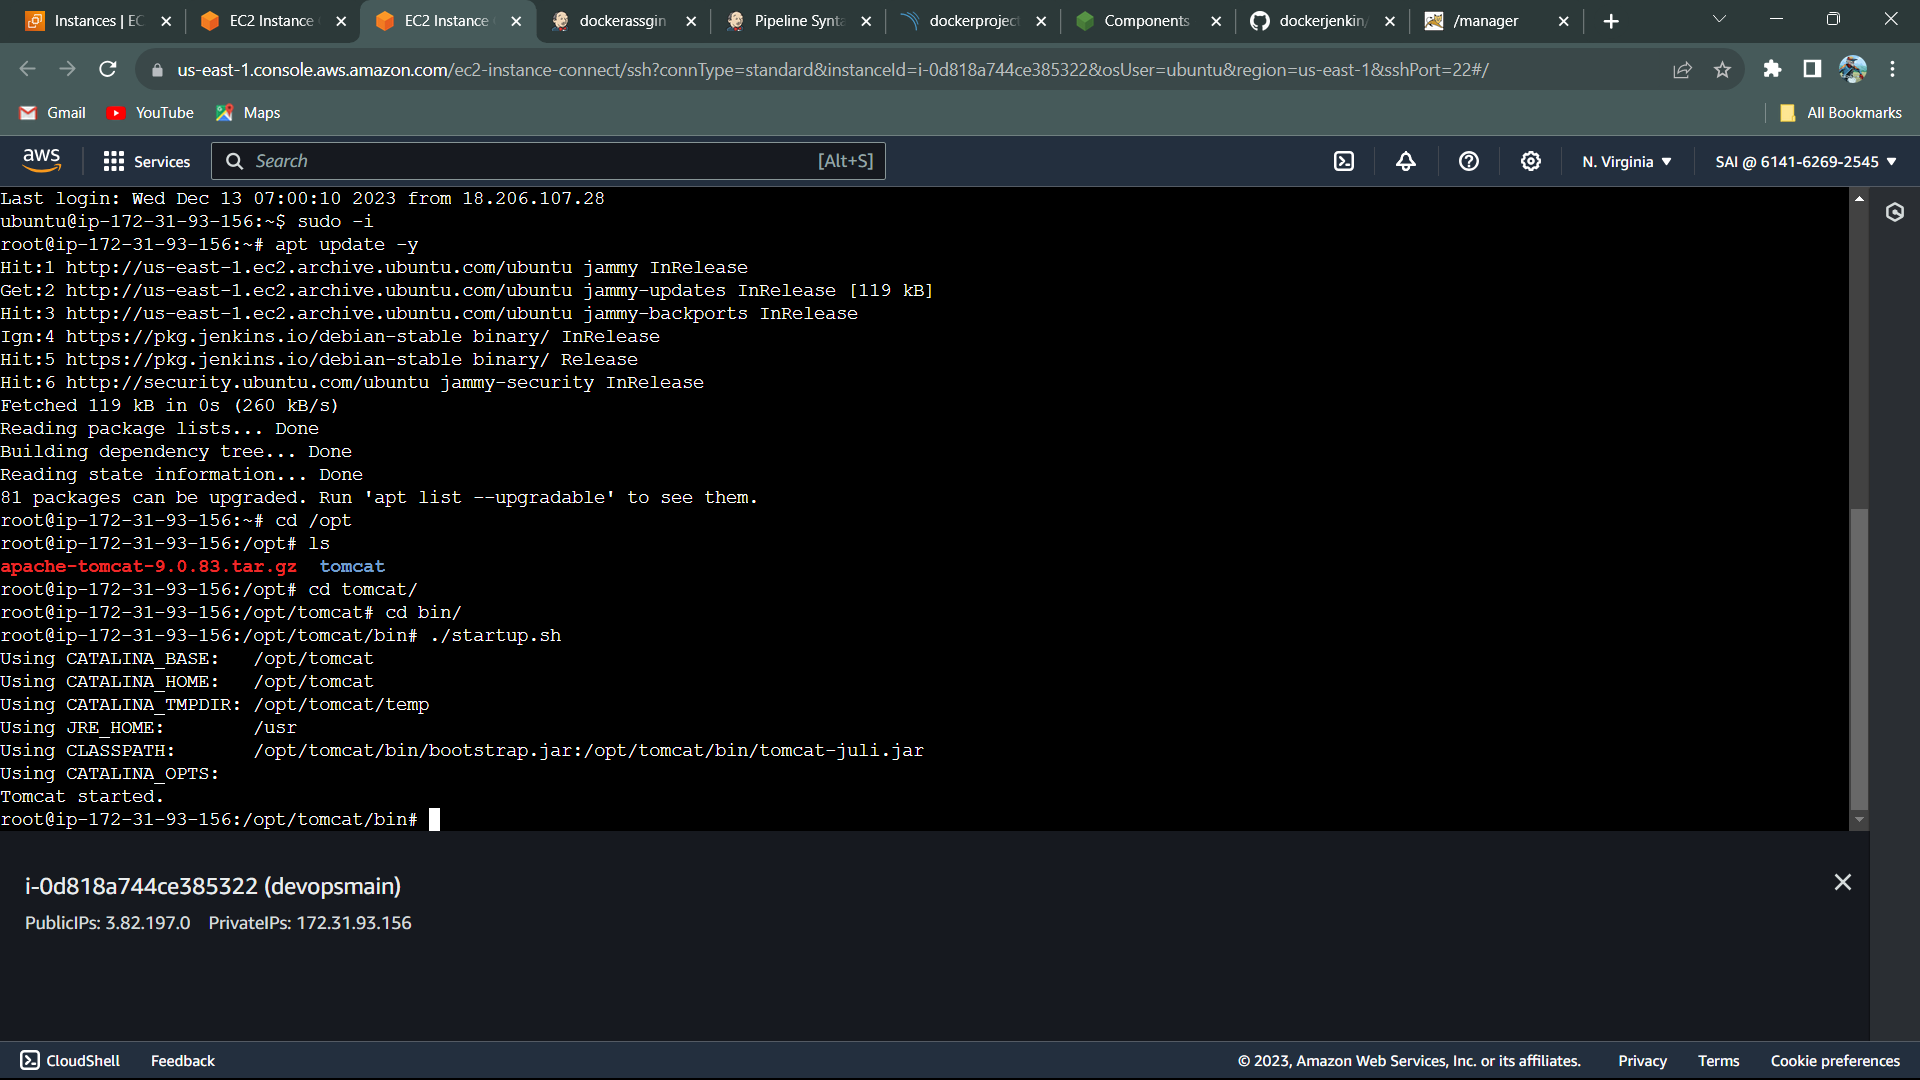 Instances | EC
EC2 Instance
EC2 Instance
dockerassgin
Pipeline Synta
dockerproject
Components
dockerjenkin/
/manager
us-east-1.console.aws.amazon.com/ec2-instance-connect/ssh?connType=standard&instanceId=i-0d818a744ce385322&osUser=ubuntu&region=us-east-1&sshPort=22#/
Gmail
YouTube
Maps
All Bookmarks
aws
Services
Search
[Alt+S]
N. Virginia
SAI @ 6141-6269-2545
Last login: Wed Dec 13 07:00:10 2023 from 18.206.107.28
ubuntu@ip-172-31-93-156:~$ sudo -i
root@ip-172-31-93-156:~# apt update -y
Hit:1 http://us-east-1.ec2.archive.ubuntu.com/ubuntu jammy InRelease
Get:2 http://us-east-1.ec2.archive.ubuntu.com/ubuntu jammy-updates InRelease [119 kB]
Hit:3 http://us-east-1.ec2.archive.ubuntu.com/ubuntu jammy-backports InRelease
Ign:4 https://pkg.jenkins.io/debian-stable binary/ InRelease
Hit:5 https://pkg.jenkins.io/debian-stable binary/ Release
Hit:6 http://security.ubuntu.com/ubuntu jammy-security InRelease
Fetched 119 kB in 0s (260 kB/s)
Reading package lists... Done
Building dependency tree... Done
Reading state information... Done
81 packages can be upgraded. Run 'apt list --upgradable' to see them.
root@ip-172-31-93-156:~# cd /opt
root@ip-172-31-93-156:/opt# ls
apache-tomcat-9.0.83.tar.gz  tomcat
root@ip-172-31-93-156:/opt# cd tomcat/
root@ip-172-31-93-156:/opt/tomcat# cd bin/
root@ip-172-31-93-156:/opt/tomcat/bin# ./startup.sh
Using CATALINA_BASE:   /opt/tomcat
Using CATALINA_HOME:   /opt/tomcat
Using CATALINA_TMPDIR: /opt/tomcat/temp
Using JRE_HOME:        /usr
Using CLASSPATH:       /opt/tomcat/bin/bootstrap.jar:/opt/tomcat/bin/tomcat-juli.jar
Using CATALINA_OPTS:
Tomcat started.
root@ip-172-31-93-156:/opt/tomcat/bin#
i-0d818a744ce385322 (devopsmain)
PublicIPs: 3.82.197.0 PrivateIPs: 172.31.93.156
CloudShell
Feedback
© 2023, Amazon Web Services, Inc. or its affiliates.
Privacy
Terms
Cookie preferences